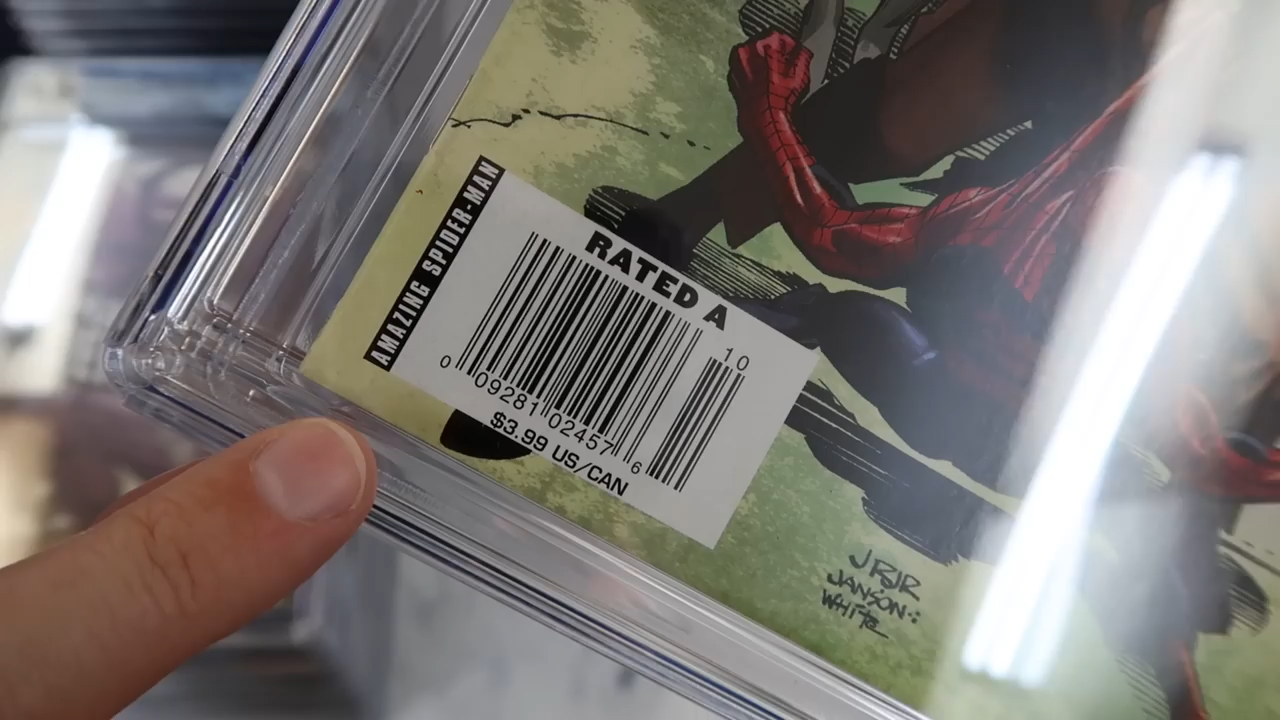 AMAZING SPIDER-MAN
RATED A
10
0 09281 02457 6
$3.99 US/CAN
JRJR
JANSON:
WHITE